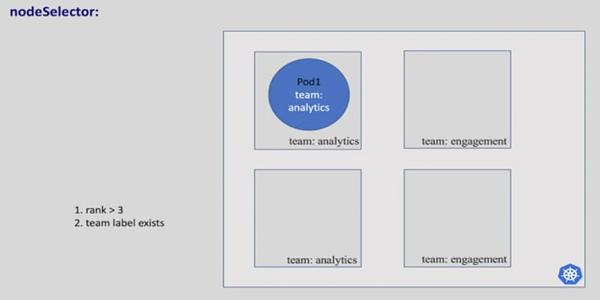 nodeSelector:
Pod1
team:
analytics
team: analytics
team: engagement
1. rank > 3
2. team label exists
team: analytics
team: engagement